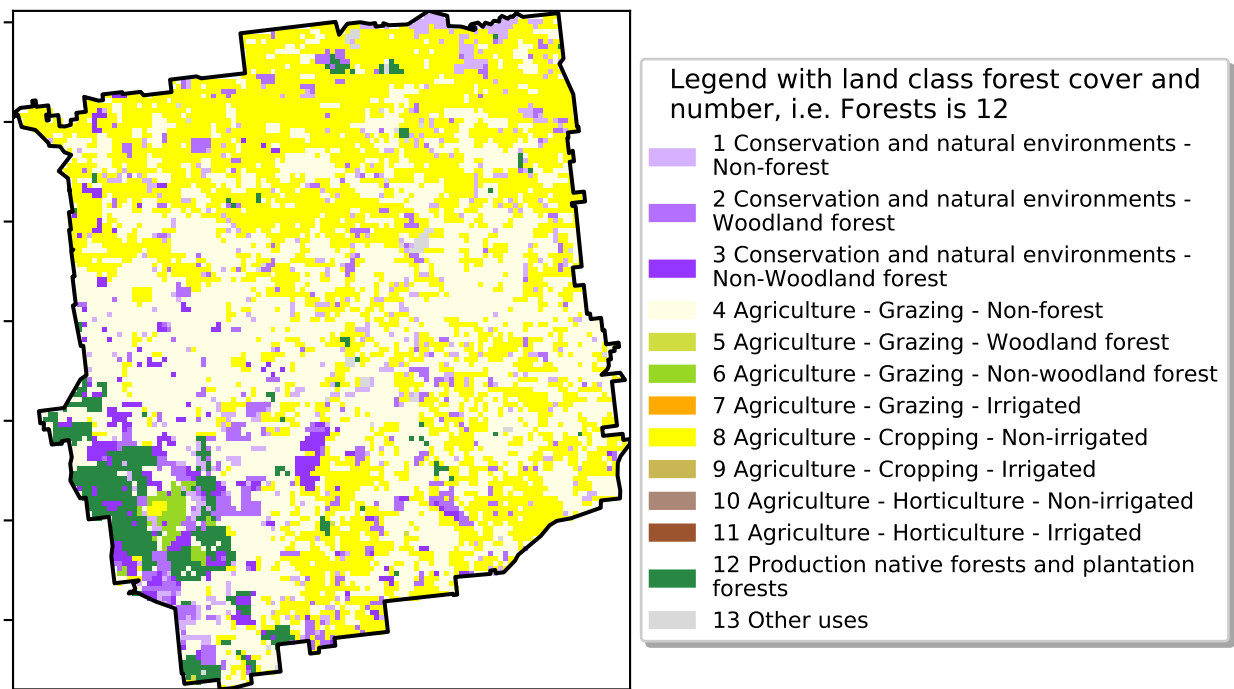 Legend with land class forest cover and
number, i.e. Forests is 12
1 Conservation and natural environments -
Non-forest
2 Conservation and natural environments -
Woodland forest
3 Conservation and natural environments -
Non-Woodland forest
4 Agriculture - Grazing - Non-forest
5 Agriculture - Grazing - Woodland forest
6 Agriculture - Grazing - Non-woodland forest
7 Agriculture - Grazing - Irrigated
8 Agriculture - Cropping - Non-irrigated
9 Agriculture - Cropping - Irrigated
10 Agriculture - Horticulture - Non-irrigated
11 Agriculture - Horticulture - Irrigated
12 Production native forests and plantation
forests
13 Other uses